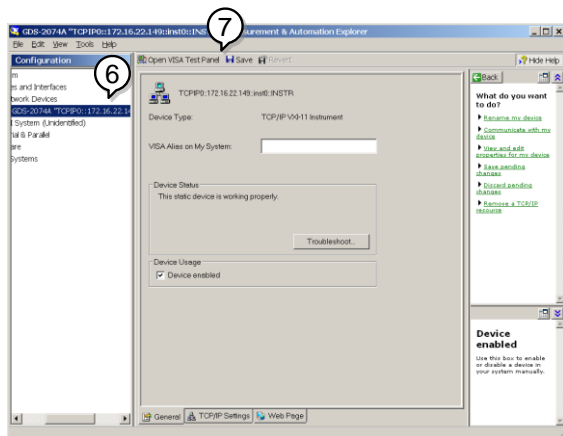 7
GDS-2074A "TCPIP0::172.16.22.149::inst0::INS urement & Automation Explorer
File Edit View Tools Help
Configuration
Open VISA Test Panel Save Revert
Hide Help
6
m
es and Interfaces
twork Devices
GDS-2074A "TCPIP0::172.16.22.14
I System (Unidentified)
ial & Parallel
are
Systems
TCPIP0::172.16.22.149::inst0::INSTR
Device Type: TCP/IP VXI-11 Instrument
VISA Alias on My System:
Device Status
This static device is working properly.
Troubleshoot...
Device Usage
Device enabled
General TCP/IP Settings Web Page
Back
What do you want
to do?
Rename my device
Communicate with my
device
View and edit
properties for my device
Save pending
changes
Discard pending
changes
Remove a TCP/IP
resource
Device
enabled
Use this box to enable
or disable a device in
your system manually.